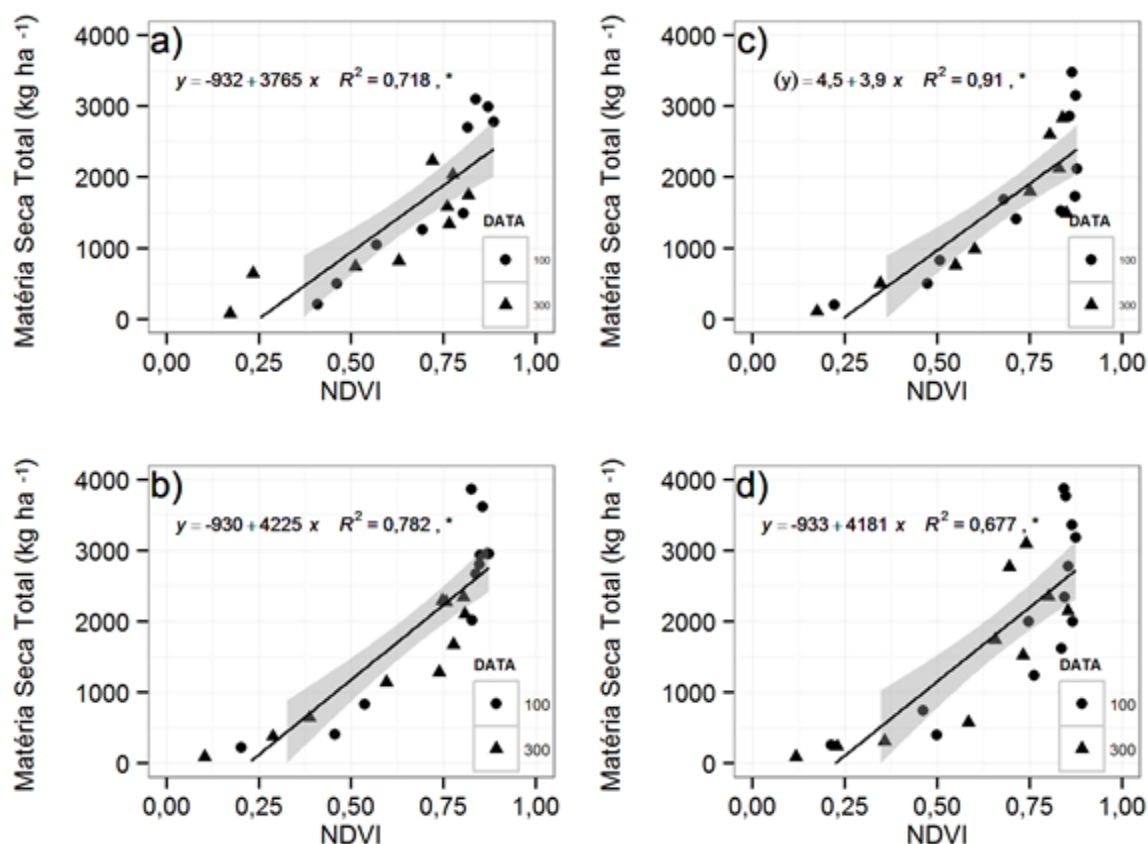 a)
y = -932 + 3765 x R² = 0,718 , *
Matéria Seca Total (kg ha ⁻¹)
4000
3000
2000
1000
0
DATA
100
300
0,00 0,25 0,50 0,75 1,00
NDVI
c)
(y) = 4,5 + 3,9 x R² = 0,91 , *
Matéria Seca Total (kg ha ⁻¹)
4000
3000
2000
1000
0
DATA
100
300
0,00 0,25 0,50 0,75 1,00
NDVI
b)
y = -930 + 4225 x R² = 0,782 , *
Matéria Seca Total (kg ha ⁻¹)
4000
3000
2000
1000
0
DATA
100
300
0,00 0,25 0,50 0,75 1,00
NDVI
d)
y = -933 + 4181 x R² = 0,677 , *
Matéria Seca Total (kg ha ⁻¹)
4000
3000
2000
1000
0
DATA
100
300
0,00 0,25 0,50 0,75 1,00
NDVI